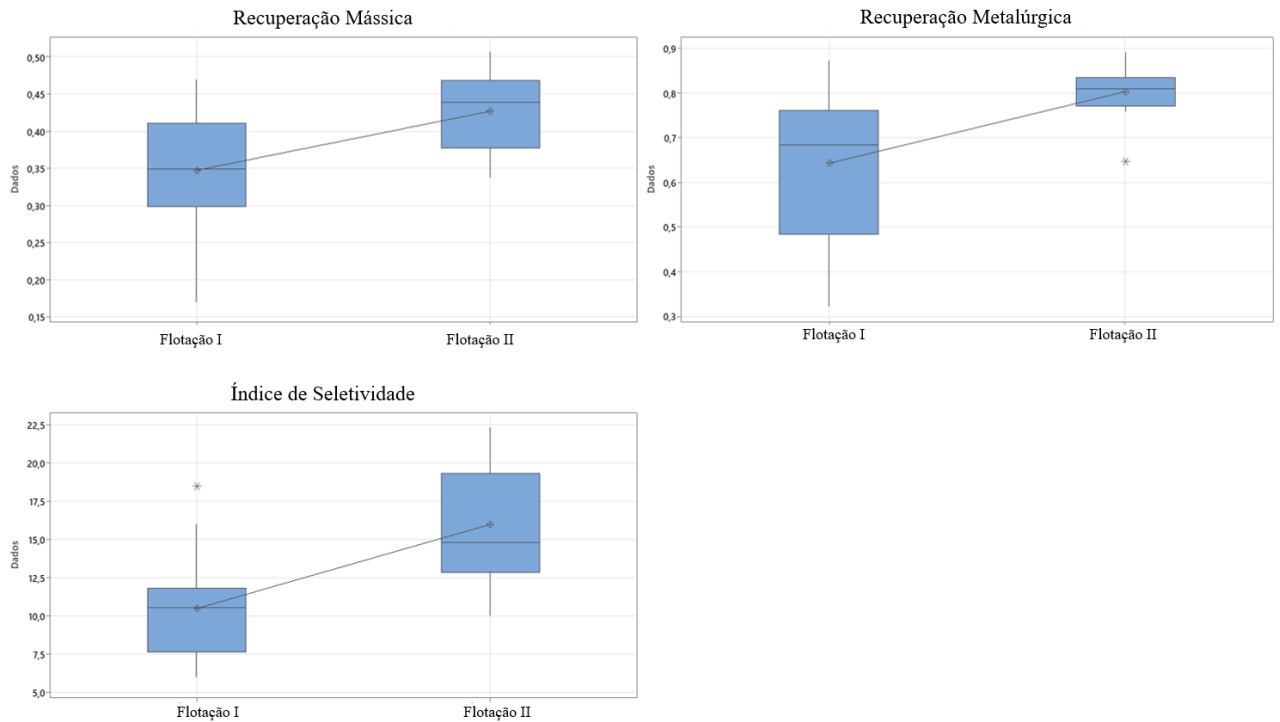 Recuperação Mássica
0,50
0,45
0,40
0,35
0,30
0,25
0,20
0,15
Dados
Flotação I
Flotação II
Recuperação Metalúrgica
0,9
0,8
0,7
0,6
0,5
0,4
0,3
Dados
Flotação I
Flotação II
Índice de Seletividade
22,5
20,0
17,5
15,0
12,5
10,0
7,5
5,0
Dados
Flotação I
Flotação II